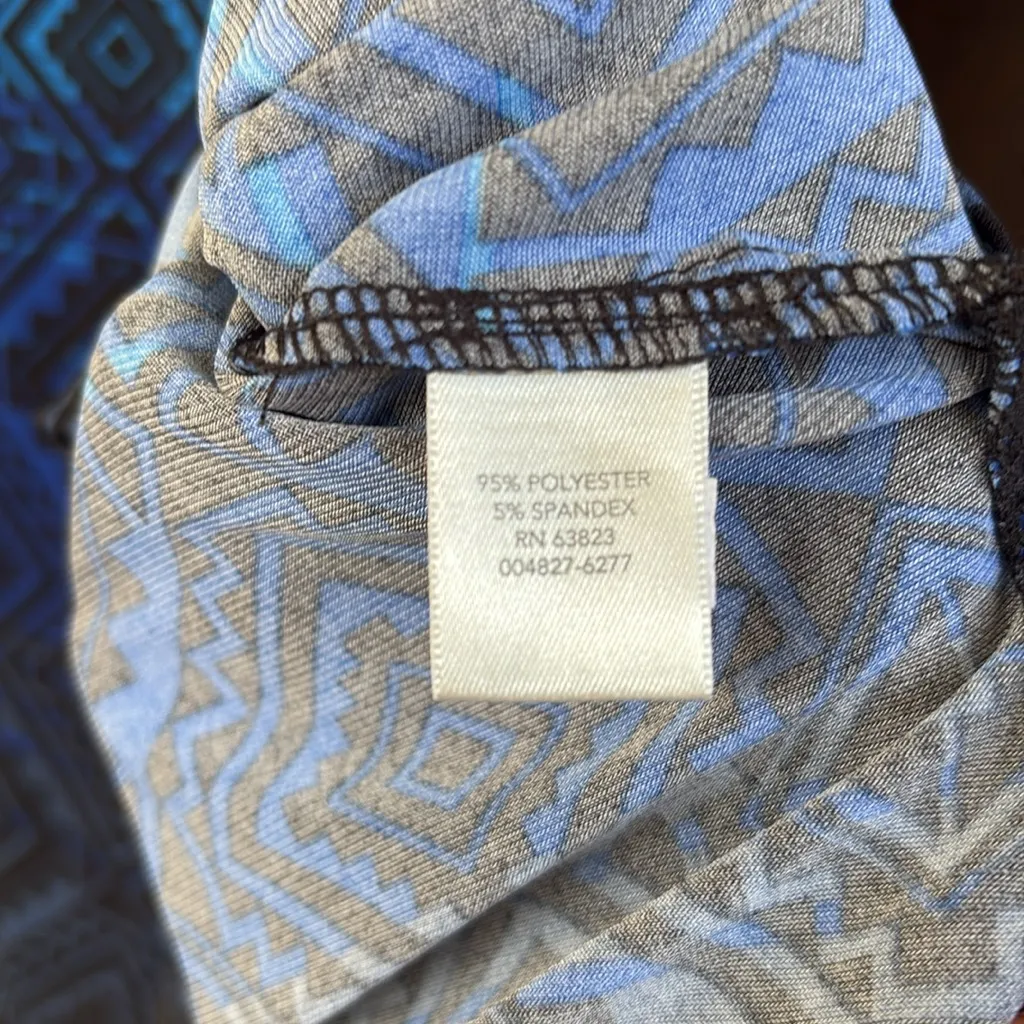 95% POLYESTER
5% SPANDEX
RN 63823
004827-6277